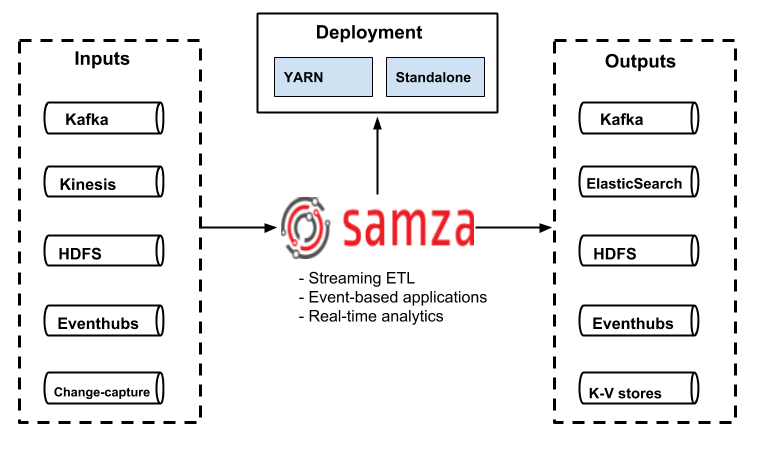 Deployment
YARN
Standalone
Inputs
Kafka
Kinesis
HDFS
Eventhubs
Change-capture
samza
- Streaming ETL
- Event-based applications
- Real-time analytics
Outputs
Kafka
ElasticSearch
HDFS
Eventhubs
K-V stores